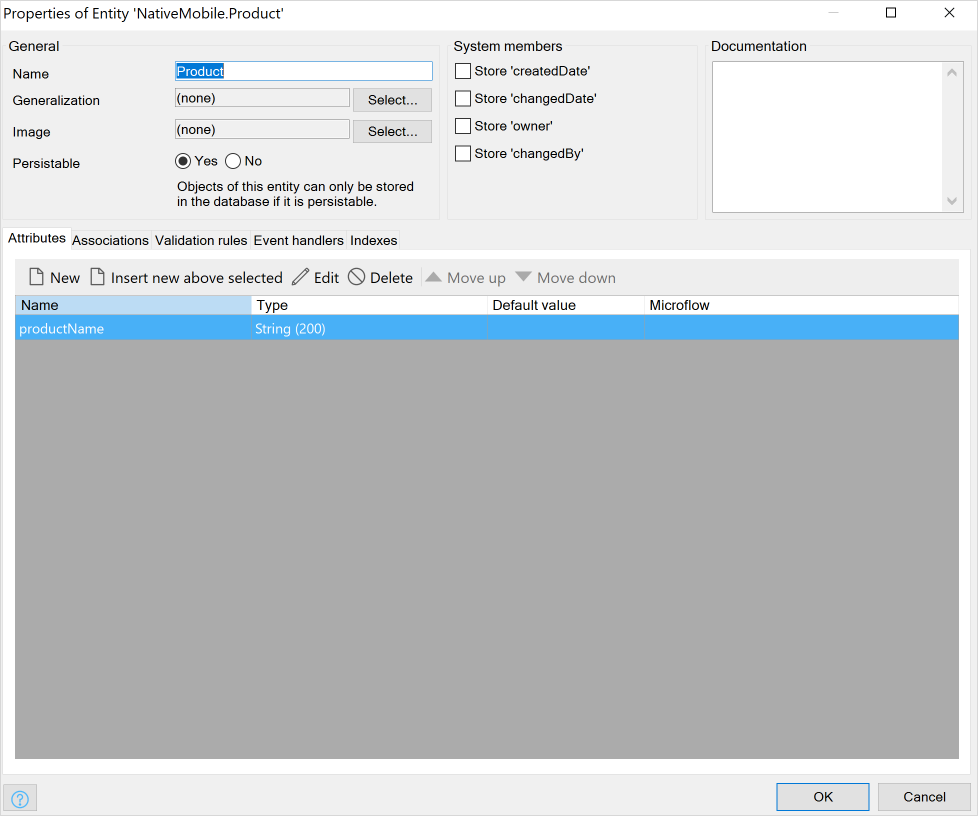 Properties of Entity 'NativeMobile.Product'
General
Name
Product
Generalization
(none)
Select...
Image
(none)
Select...
Persistable
Yes
No
Objects of this entity can only be stored
in the database if it is persistable.
System members
Store 'createdDate'
Store 'changedDate'
Store 'owner'
Store 'changedBy'
Documentation
Attributes Associations Validation rules Event handlers Indexes
New Insert new above selected Edit Delete Move up Move down
Name Type Default value Microflow
productName String (200)
?
OK
Cancel